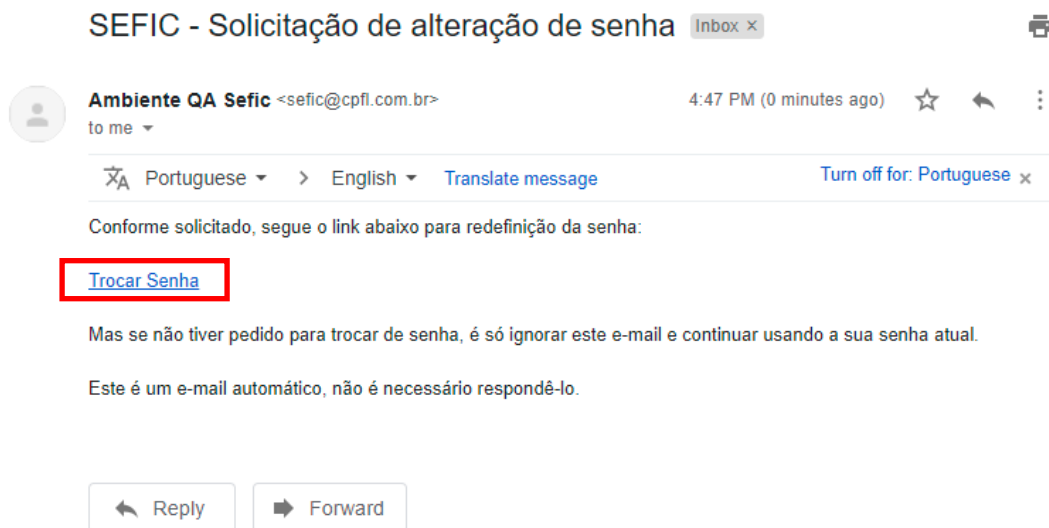 SEFIC - Solicitação de alteração de senha Inbox ×
Ambiente QA Sefic <sefic@cpfl.com.br> 4:47 PM (0 minutes ago)
to me
Portuguese > English Translate message Turn off for: Portuguese ×
Conforme solicitado, segue o link abaixo para redefinição da senha:
Trocar Senha
Mas se não tiver pedido para trocar de senha, é só ignorar este e-mail e continuar usando a sua senha atual.
Este é um e-mail automático, não é necessário respondê-lo.
Reply Forward